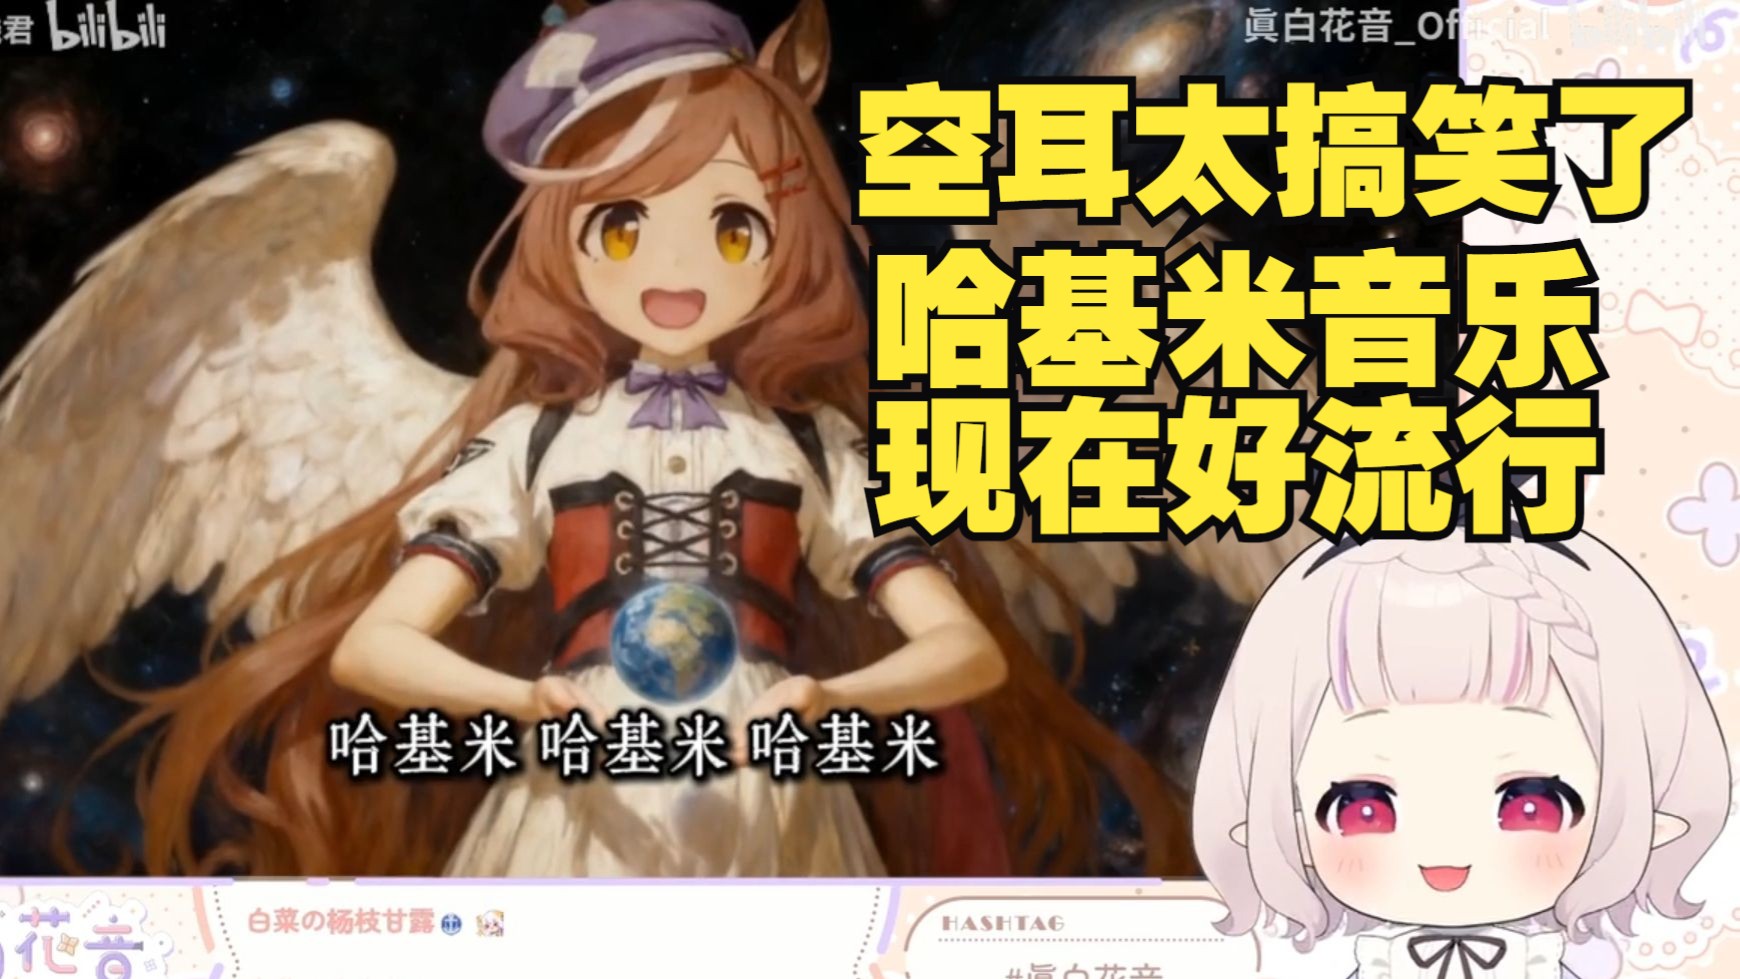 君 bilibili
眞白花音_Official bilibili
空耳太搞笑了
哈基米音乐
现在好流行
哈基米 哈基米 哈基米
花音
白菜の杨枝甘露
HASHTAG
#眞白花音